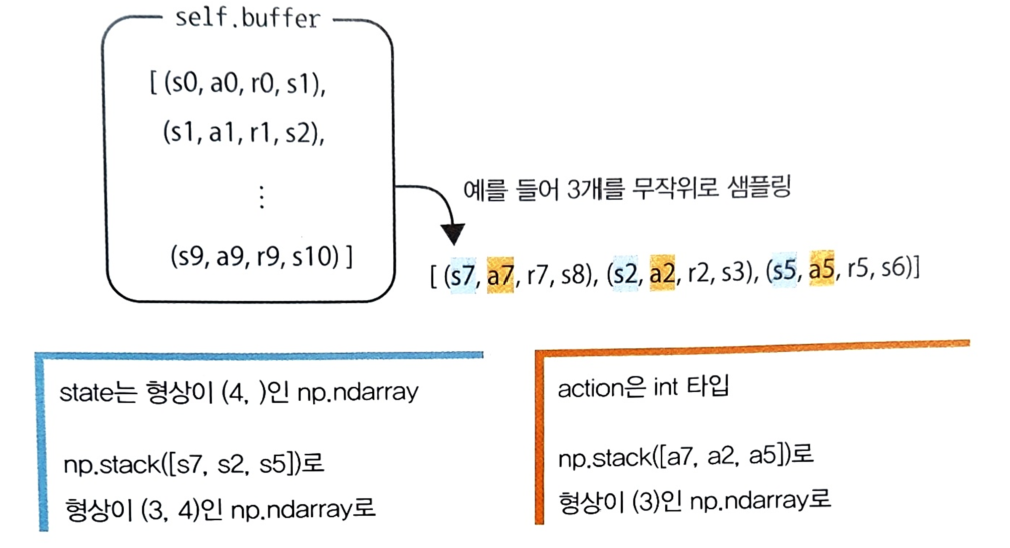 self.buffer
[ (s0, a0, r0, s1),
(s1, a1, r1, s2),
⋮
(s9, a9, r9, s10) ]
예를 들어 3개를 무작위로 샘플링
[ (s7, a7, r7, s8), (s2, a2, r2, s3), (s5, a5, r5, s6)]
state는 형상이 (4, )인 np.ndarray
np.stack([s7, s2, s5])로
형상이 (3, 4)인 np.ndarray로
action은 int 타입
np.stack([a7, a2, a5])로
형상이 (3)인 np.ndarray로